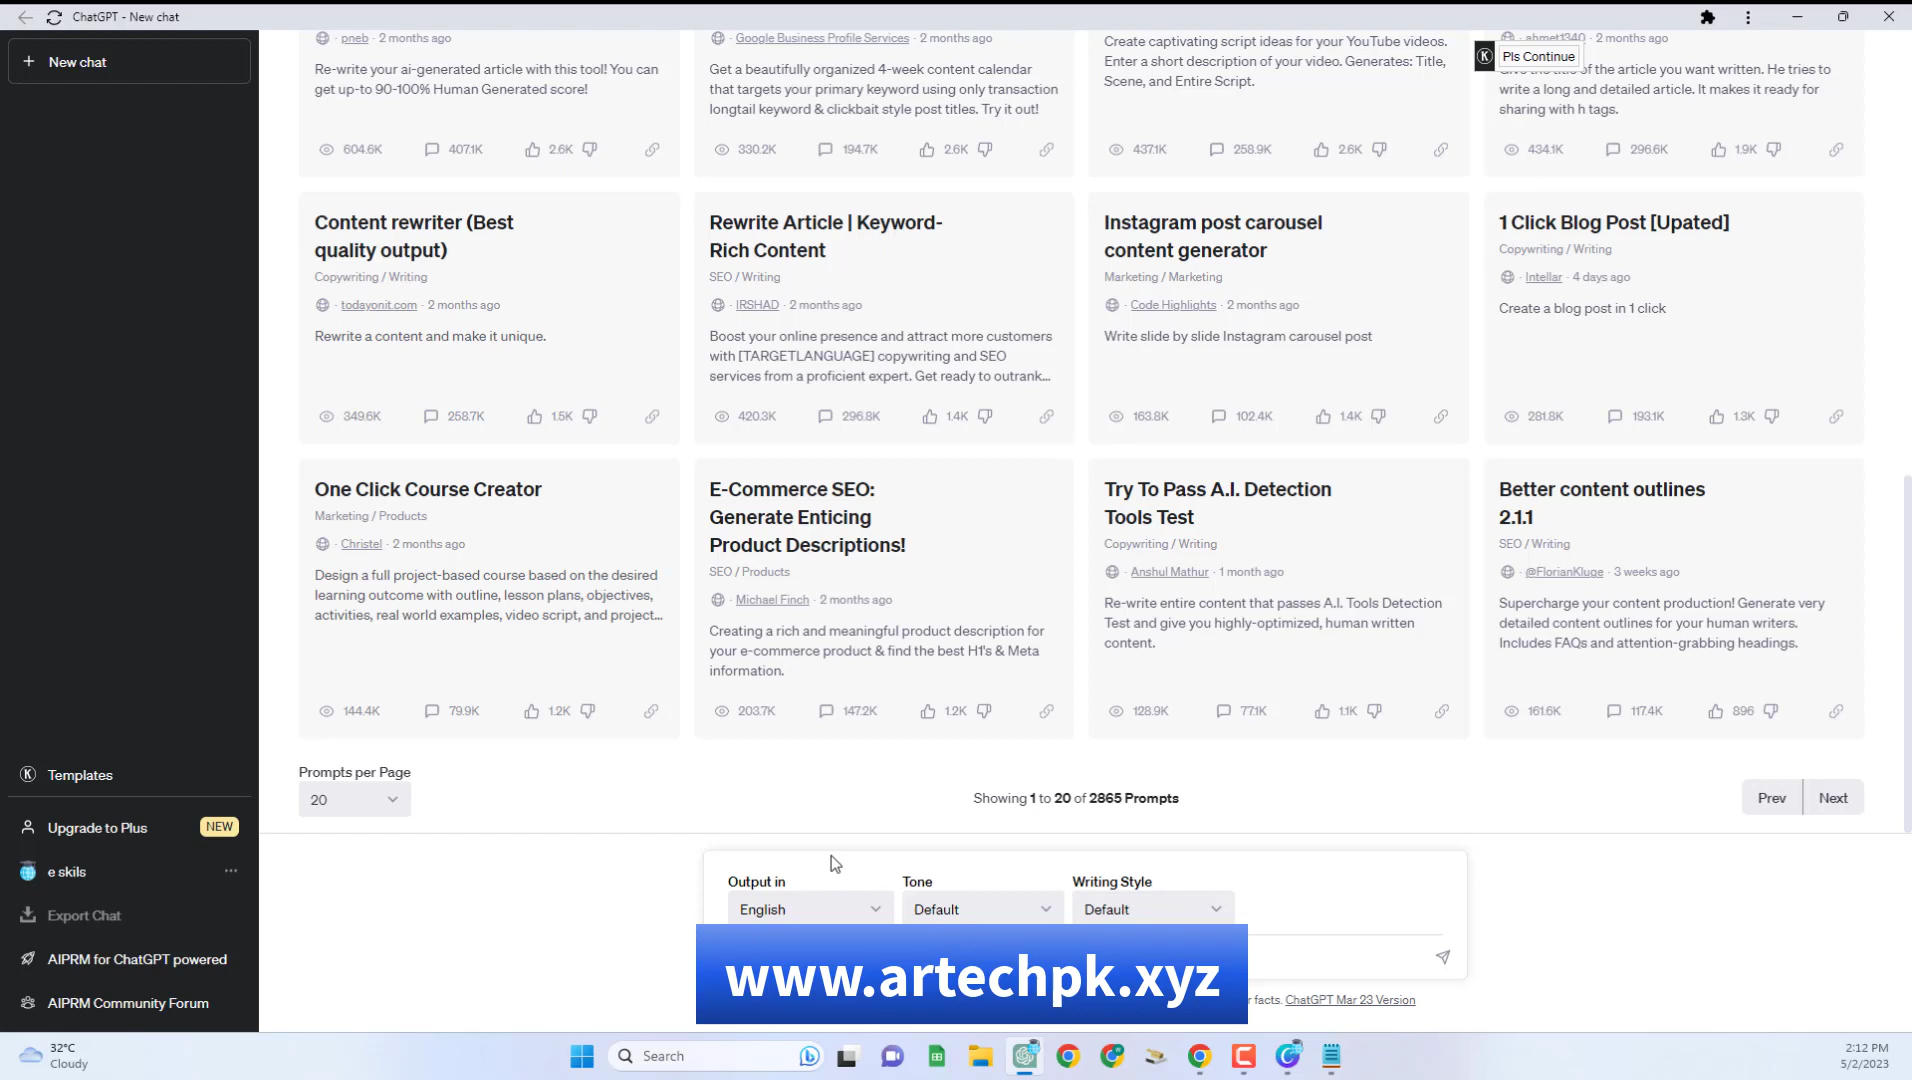 ChatGPT - New chat
New chat
pneb · 2 months ago
Re-write your ai-generated article with this tool! You can
get up-to 90-100% Human Generated score!
604.6K 407.1K 2.6K
Google Business Profile Services · 2 months ago
Get a beautifully organized 4-week content calendar
that targets your primary keyword using only transaction
longtail keyword & clickbait style post titles. Try it out!
330.2K 194.7K 2.6K
Create captivating script ideas for your YouTube videos.
Enter a short description of your video. Generates: Title,
Scene, and Entire Script.
437.1K 258.9K 2.6K
ahmet1340 · 2 months ago
Pls Continue
Give the title of the article you want written. He tries to
write a long and detailed article. It makes it ready for
sharing with h tags.
434.1K 296.6K 1.9K
Content rewriter (Best
quality output)
Copywriting / Writing
· todayonit.com · 2 months ago
Rewrite a content and make it unique.
349.6K 258.7K 1.5K
Rewrite Article | Keyword-
Rich Content
SEO / Writing
· IRSHAD · 2 months ago
Boost your online presence and attract more customers
with [TARGETLANGUAGE] copywriting and SEO
services from a proficient expert. Get ready to outrank...
420.3K 296.8K 1.4K
Instagram post carousel
content generator
Marketing / Marketing
· Code Highlights · 2 months ago
Write slide by slide Instagram carousel post
163.8K 102.4K 1.4K
1 Click Blog Post [Upated]
Copywriting / Writing
· Intellar · 4 days ago
Create a blog post in 1 click
281.8K 193.1K 1.3K
One Click Course Creator
Marketing / Products
· Christel · 2 months ago
Design a full project-based course based on the desired
learning outcome with outline, lesson plans, objectives,
activities, real world examples, video script, and project...
144.4K 79.9K 1.2K
E-Commerce SEO:
Generate Enticing
Product Descriptions!
SEO / Products
· Michael Finch · 2 months ago
Creating a rich and meaningful product description for
your e-commerce product & find the best H1's & Meta
information.
203.7K 147.2K 1.2K
Try To Pass A.I. Detection
Tools Test
Copywriting / Writing
· Anshul Mathur · 1 month ago
Re-write entire content that passes A.I. Tools Detection
Test and give you highly-optimized, human written
content.
128.9K 77.1K 1.1K
Better content outlines
2.1.1
SEO / Writing
· @FlorianKluge · 3 weeks ago
Supercharge your content production! Generate very
detailed content outlines for your human writers.
Includes FAQs and attention-grabbing headings.
161.6K 117.4K 896
Templates
Upgrade to Plus NEW
e skils ...
Export Chat
AIPRM for ChatGPT powered
AIPRM Community Forum
Prompts per Page
20
Showing 1 to 20 of 2865 Prompts
Prev Next
Output in Tone Writing Style
English Default Default
www.artechpk.xyz
r facts. ChatGPT Mar 23 Version
32°C
Cloudy
Search
2:12 PM
5/2/2023